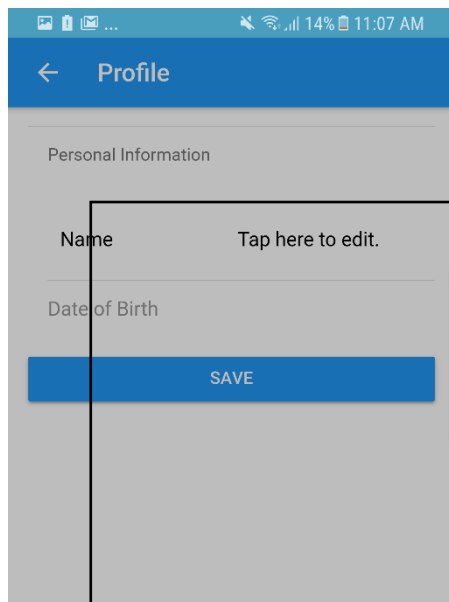 ... 14% 11:07 AM
Profile
Personal Information
Name Tap here to edit.
Date of Birth
SAVE